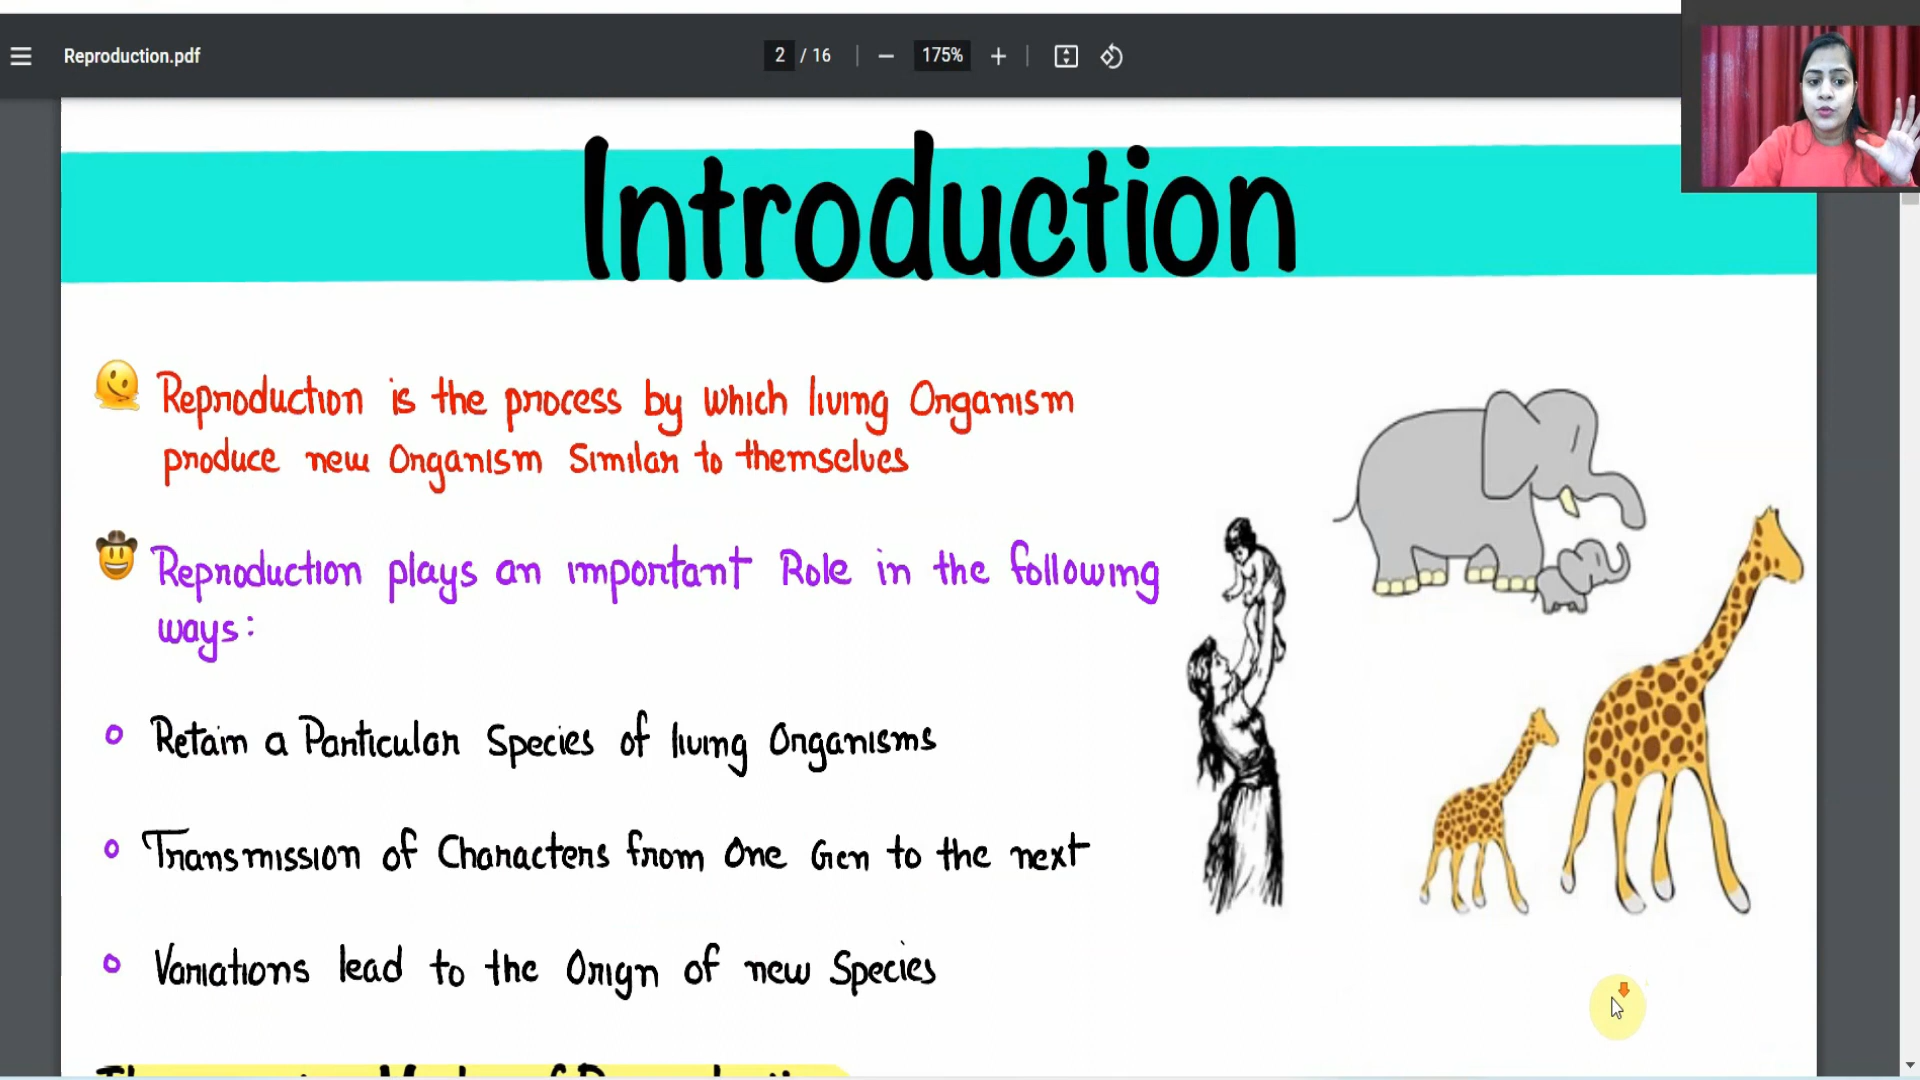 Reproduction.pdf
2 / 16
175%
Introduction
Reproduction is the process by which living Organism
produce new Organism Similar to themselves
Reproduction plays an important Role in the following
ways:
Retain a Particular Species of living Organisms
Transmission of Characters from One Gen to the next
Variations lead to the Orign of new Species